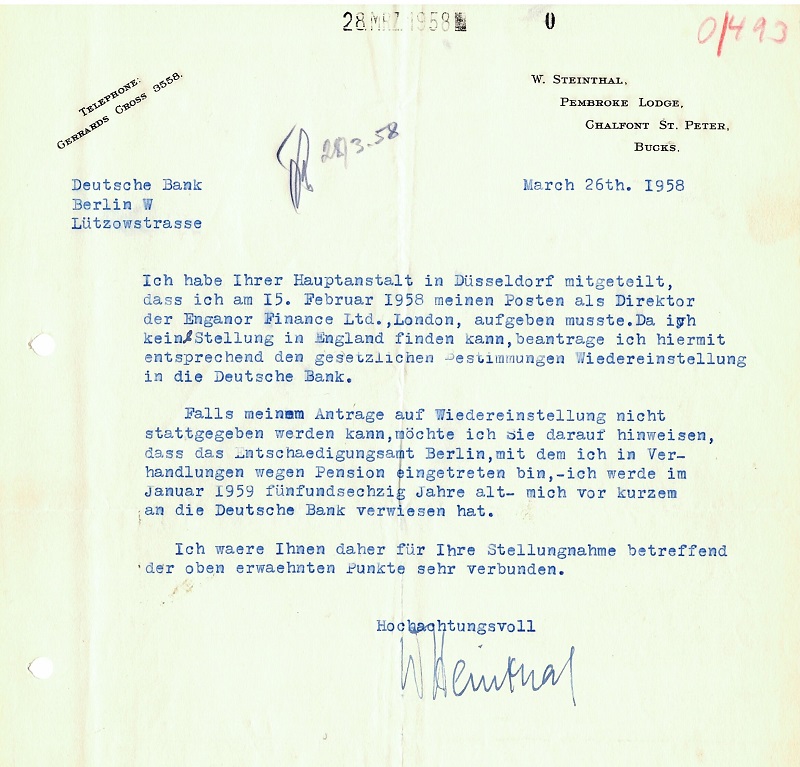 28. MRZ. 1958
0
0/493
TELEPHONE:
GERRARDS CROSS 3558.
W. STEINTHAL,
PEMBROKE LODGE,
CHALFONT ST. PETER,
BUCKS.
28/3.58
Deutsche Bank
Berlin W
Lützowstrasse
March 26th. 1958
Ich habe Ihrer Hauptanstalt in Düsseldorf mitgeteilt,
dass ich am 15. Februar 1958 meinen Posten als Direktor
der Enganor Finance Ltd.,London, aufgeben musste.Da ich
keine Stellung in England finden kann,beantrage ich hiermit
entsprechend den gesetzlichen Bestimmungen Wiedereinstellung
in die Deutsche Bank.
Falls meinem Antrage auf Wiedereinstellung nicht
stattgegeben werden kann,möchte ich Sie darauf hinweisen,
dass das Entschaedigungsamt Berlin,mit dem ich in Ver-
handlungen wegen Pension eingetreten bin,-ich werde im
Januar 1959 fünfundsechzig Jahre alt- mich vor kurzem
an die Deutsche Bank verwiesen hat.
Ich waere Ihnen daher für Ihre Stellungnahme betreffend
der oben erwaehnten Punkte sehr verbunden.
Hochachtungsvoll
W Steinthal